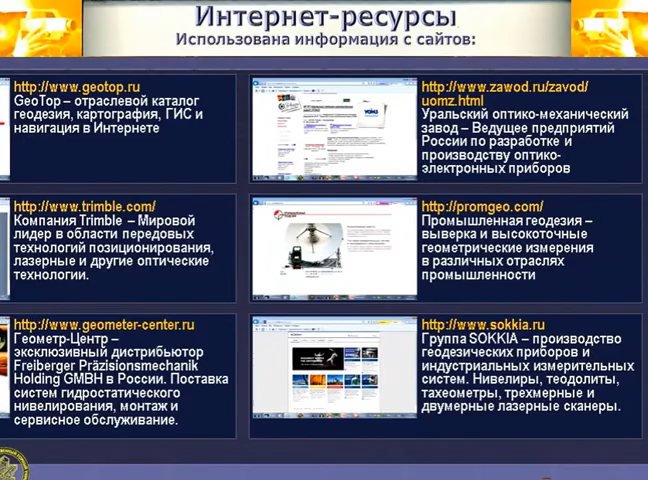 Интернет-ресурсы
Использована информация с сайтов:
http://www.geotop.ru
GeoTop – отраслевой каталог
геодезия, картография, ГИС и
навигация в Интернете
http://www.zawod.ru/zavod/
uomz.html
Уральский оптико-механический
завод – Ведущее предприятий
России по разработке и
производству оптико-
электронных приборов
http://www.trimble.com/
Компания Trimble – Мировой
лидер в области передовых
технологий позиционирования,
лазерные и другие оптические
технологии.
http://promgeo.com/
Промышленная геодезия –
выверка и высокоточные
геометрические измерения
в различных отраслях
промышленности
http://www.geometer-center.ru
Геометр-Центр –
эксклюзивный дистрибьютор
Freiberger Präzisionsmechanik
Holding GMBH в России. Поставка
систем гидростатического
нивелирования, монтаж и
сервисное обслуживание.
http://www.sokkia.ru
Группа SOKKIA – производство
геодезических приборов и
индустриальных измерительных
систем. Нивелиры, теодолиты,
тахеометры, трехмерные и
двумерные лазерные сканеры.